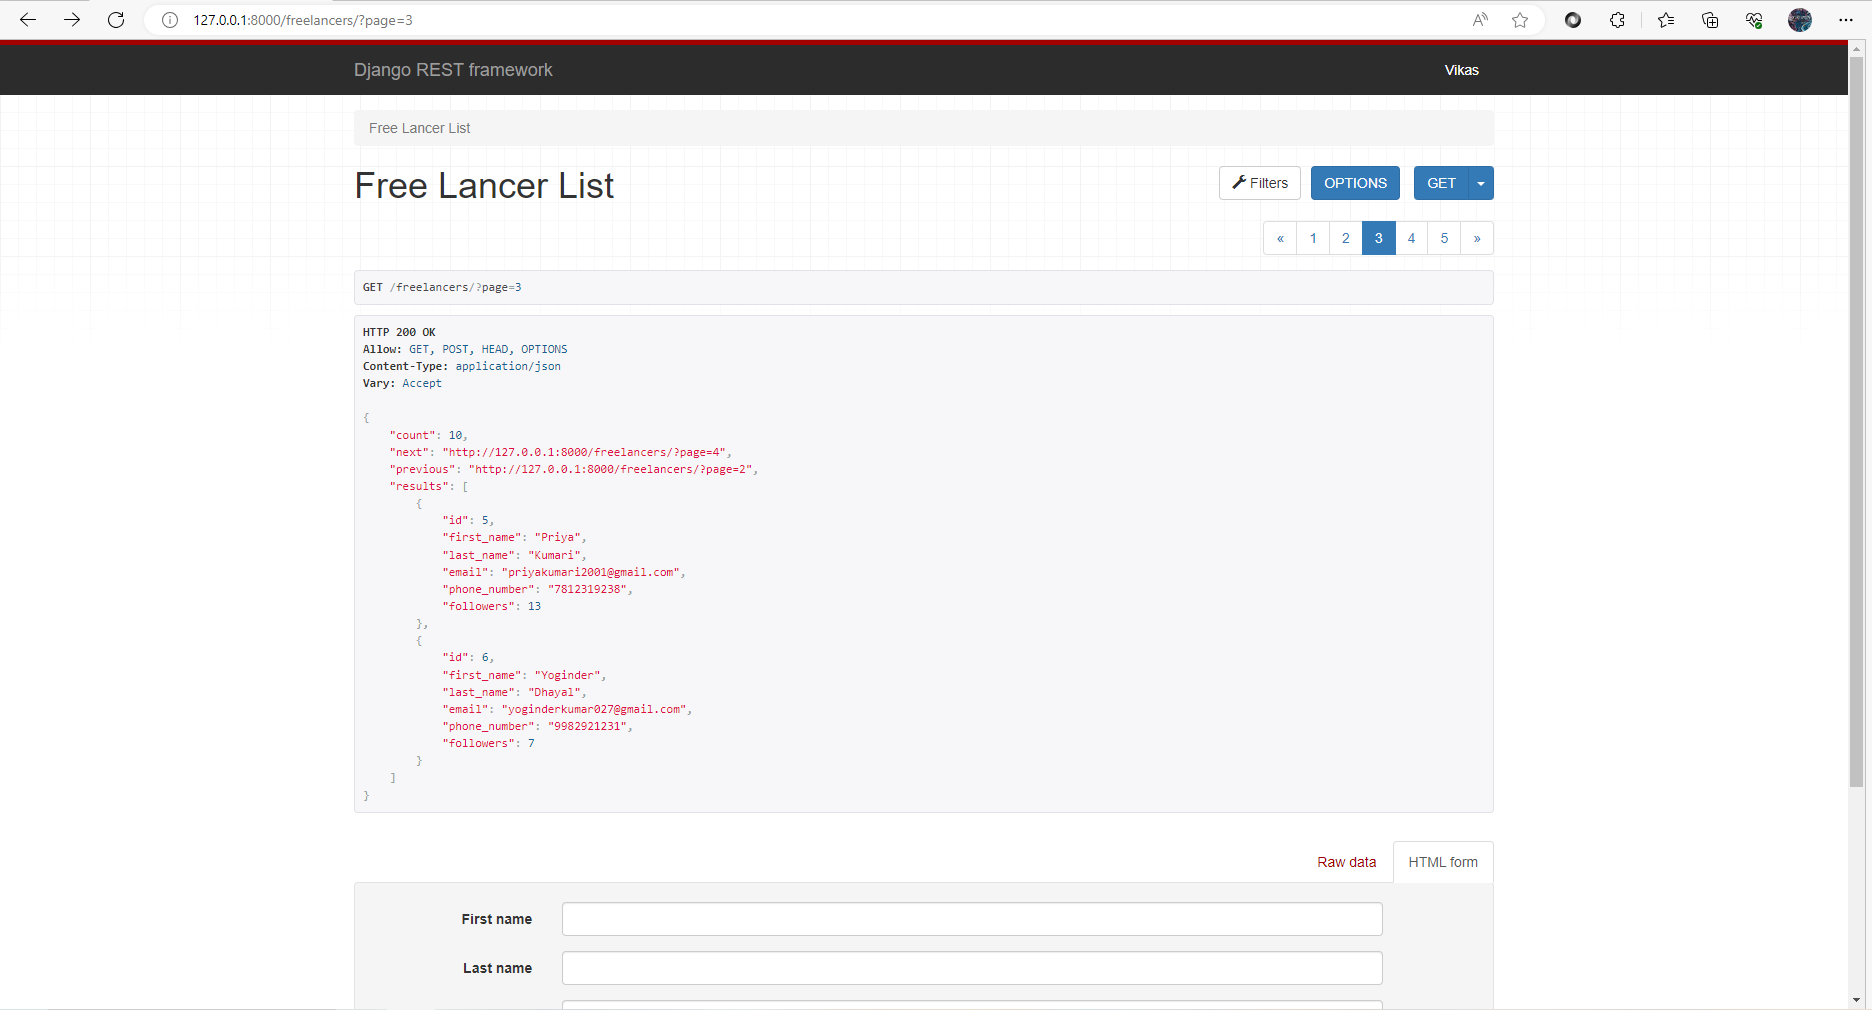 127.0.0.1:8000/freelancers/?page=3
Django REST framework
Vikas
Free Lancer List
Free Lancer List
Filters
OPTIONS
GET
« 1 2 3 4 5 »
GET /freelancers/?page=3
HTTP 200 OK
Allow: GET, POST, HEAD, OPTIONS
Content-Type: application/json
Vary: Accept
{
"count": 10,
"next": "http://127.0.0.1:8000/freelancers/?page=4",
"previous": "http://127.0.0.1:8000/freelancers/?page=2",
"results": [
{
"id": 5,
"first_name": "Priya",
"last_name": "Kumari",
"email": "priyakumari2001@gmail.com",
"phone_number": "7812319238",
"followers": 13
},
{
"id": 6,
"first_name": "Yoginder",
"last_name": "Dhayal",
"email": "yoginderkumar027@gmail.com",
"phone_number": "9982921231",
"followers": 7
}
]
}
Raw data
HTML form
First name
Last name